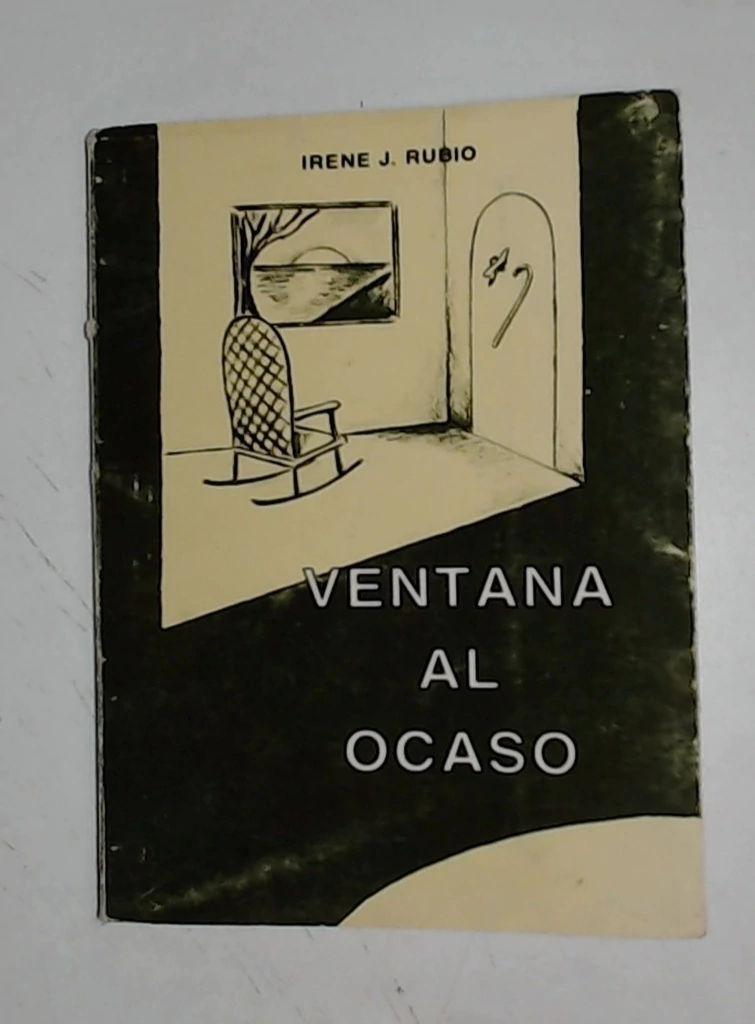 IRENE J. RUBIO
VENTANA
AL
OCASO